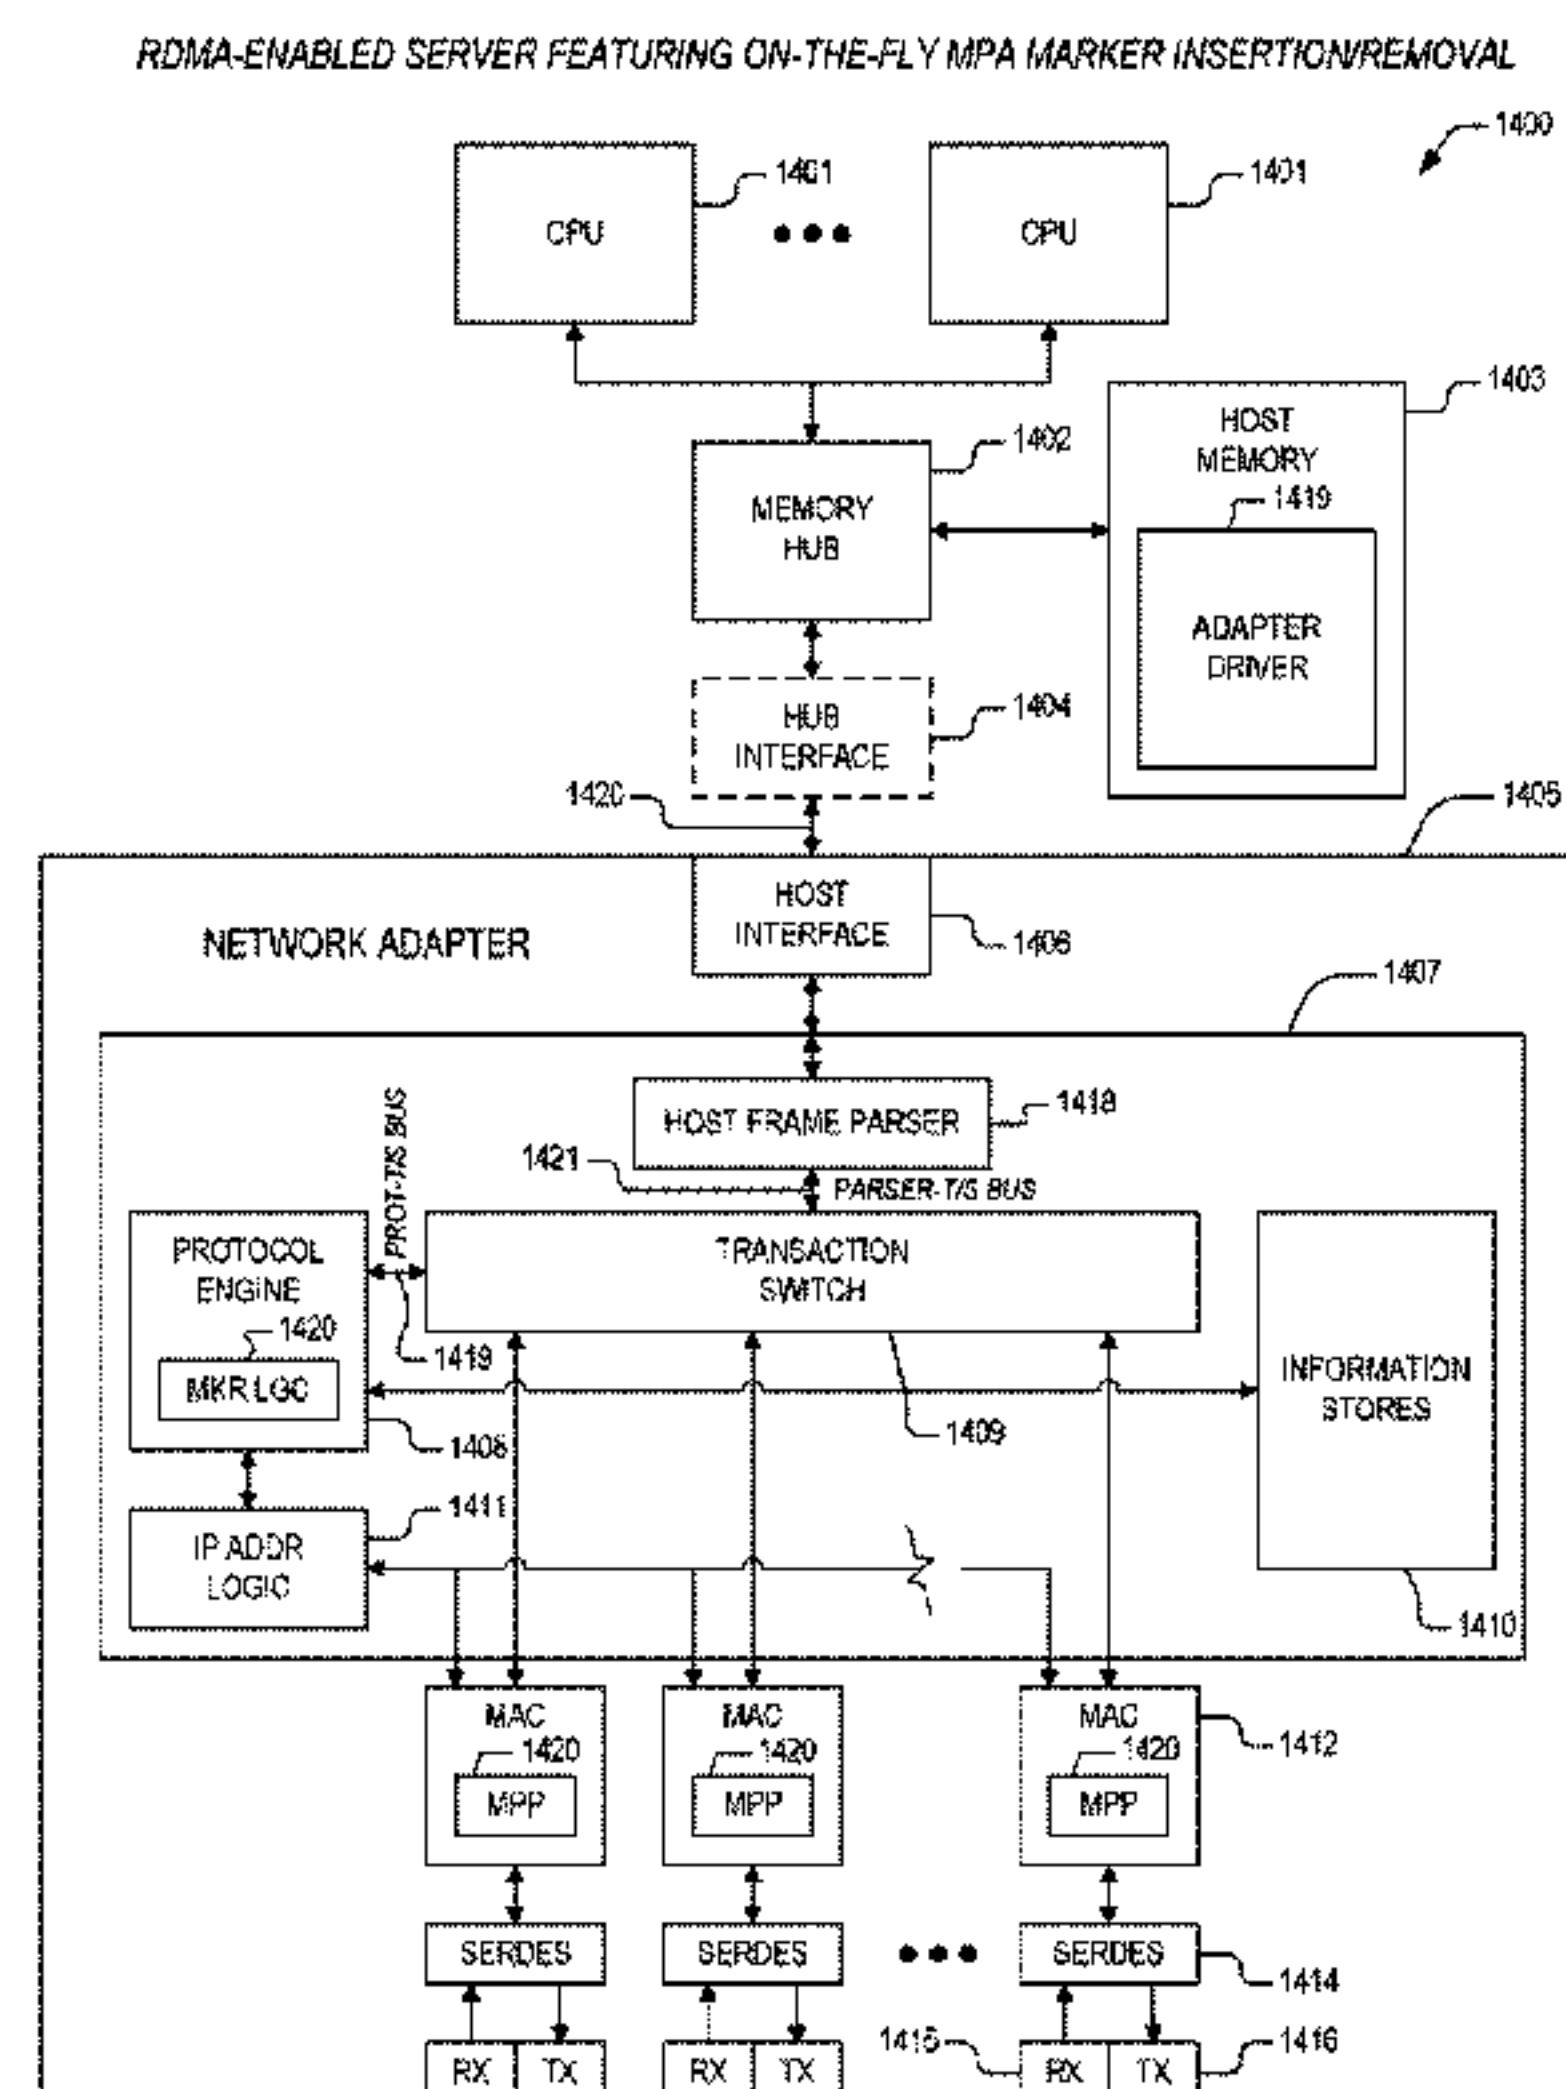 RDMA-ENABLED SERVER FEATURING ON-THE-FLY MPA MARKER INSERTION/REMOVAL
1400
1401
1401
CPU
CPU
1403
HOST
MEMORY
1402
1419
MEMORY
HUB
ADAPTER
DRIVER
HUB
INTERFACE
1404
1420
1405
HOST
INTERFACE
NETWORK ADAPTER
1406
1407
HOST FRAME PARSER
1418
1421
PARSER-T/S BUS
PROT-T/S BUS
PROTOCOL
ENGINE
TRANSACTION
SWITCH
1420
MKR LGC
1419
INFORMATION
STORES
1409
1408
1411
IP ADDR
LOGIC
1410
MAC
MAC
MAC
1412
1420
1420
1420
MPP
MPP
MPP
SERDES
SERDES
SERDES
1414
1415
1416
RX
TX
RX
TX
RX
TX